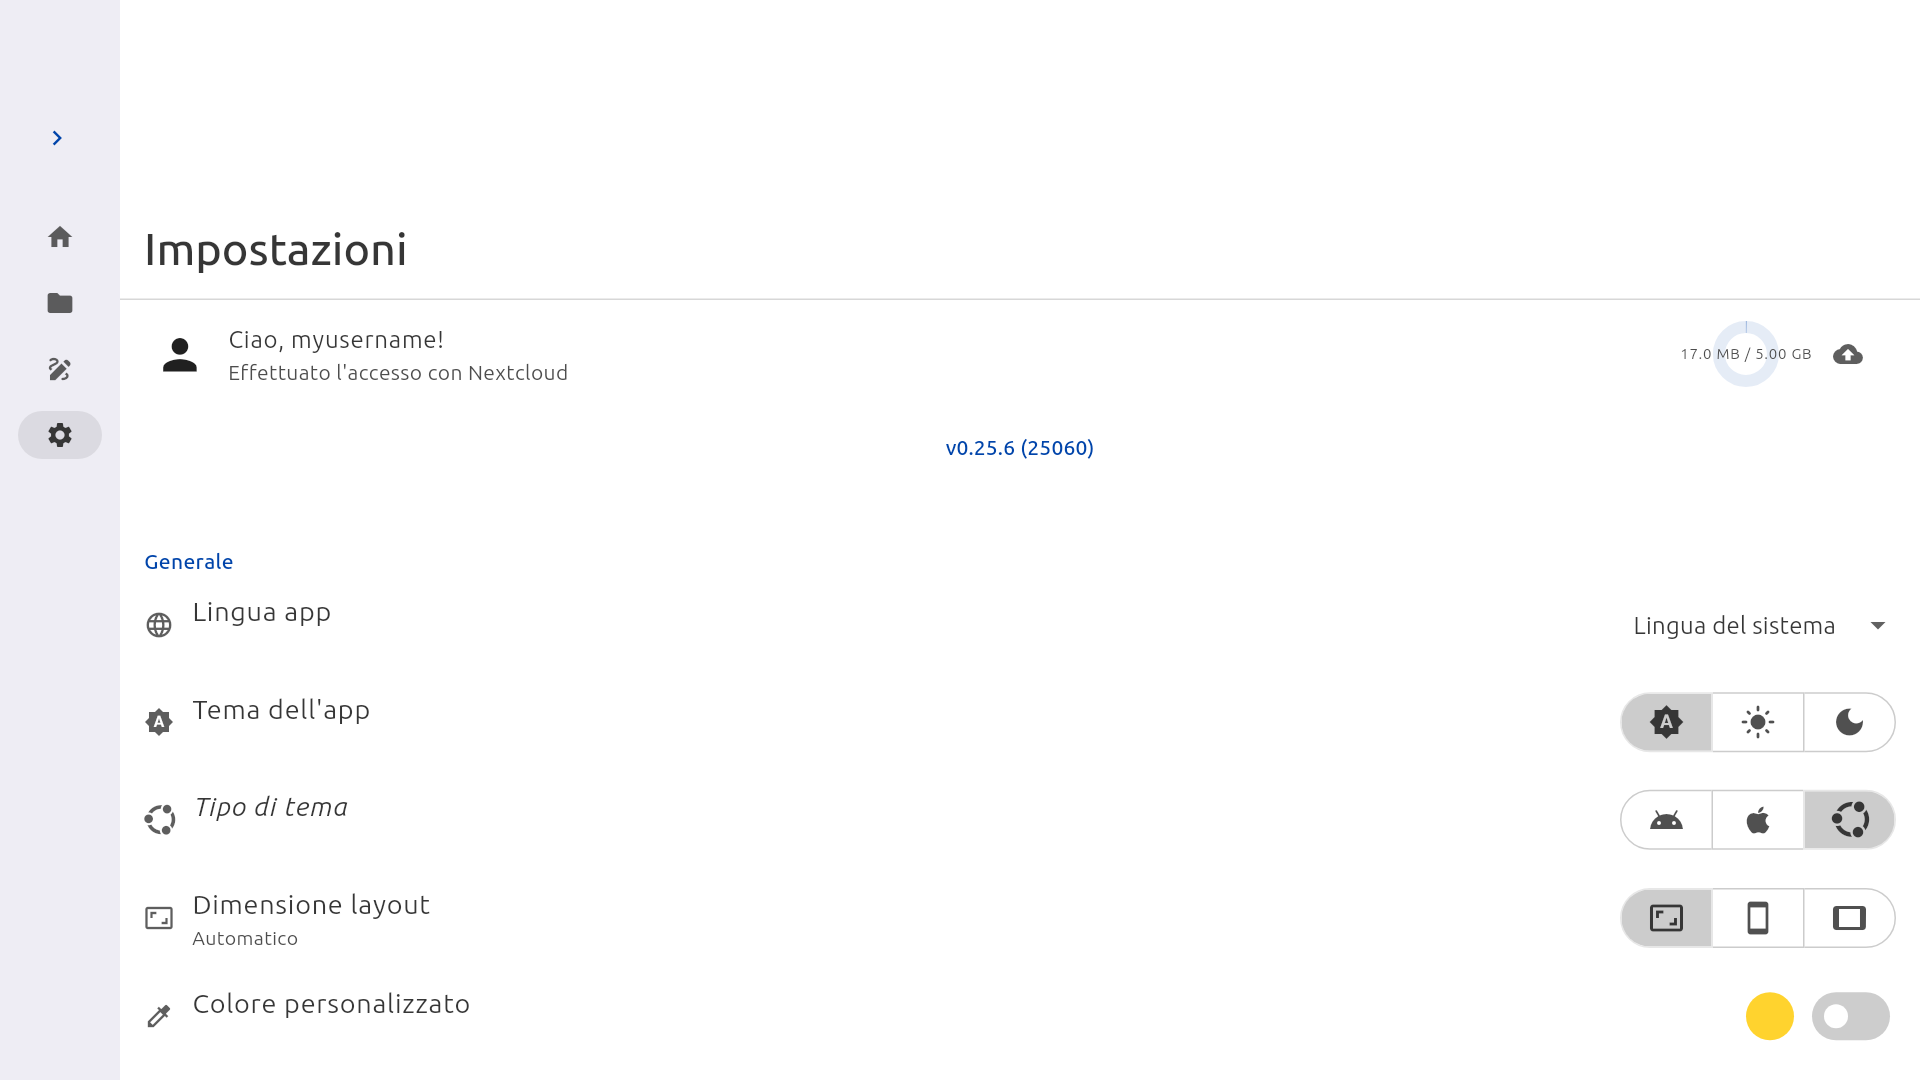 Impostazioni
Ciao, myusername!
Effettuato l'accesso con Nextcloud
17.0 MB / 5.00 GB
v0.25.6 (25060)
Generale
Lingua app
Lingua del sistema
Tema dell'app
A
A
Tipo di tema
Dimensione layout
Automatico
Colore personalizzato